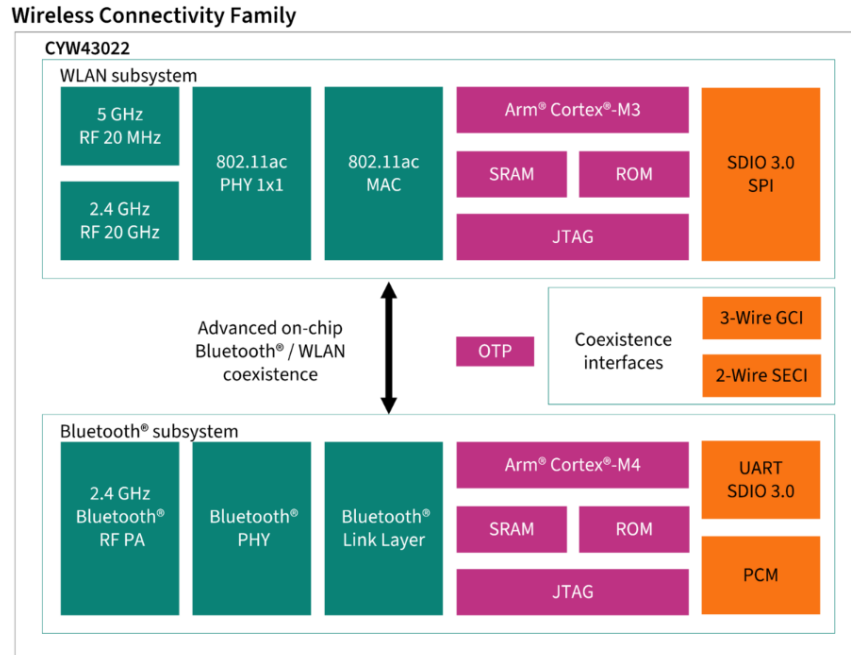 Wireless Connectivity Family
CYW43022
WLAN subsystem
5 GHz
RF 20 MHz
2.4 GHz
RF 20 GHz
802.11ac
PHY 1x1
802.11ac
MAC
Arm® Cortex®-M3
SRAM
ROM
JTAG
SDIO 3.0
SPI
Advanced on-chip
Bluetooth® / WLAN
coexistence
OTP
Coexistence
interfaces
3-Wire GCI
2-Wire SECI
Bluetooth® subsystem
2.4 GHz
Bluetooth®
RF PA
Bluetooth®
PHY
Bluetooth®
Link Layer
Arm® Cortex®-M4
SRAM
ROM
JTAG
UART
SDIO 3.0
PCM